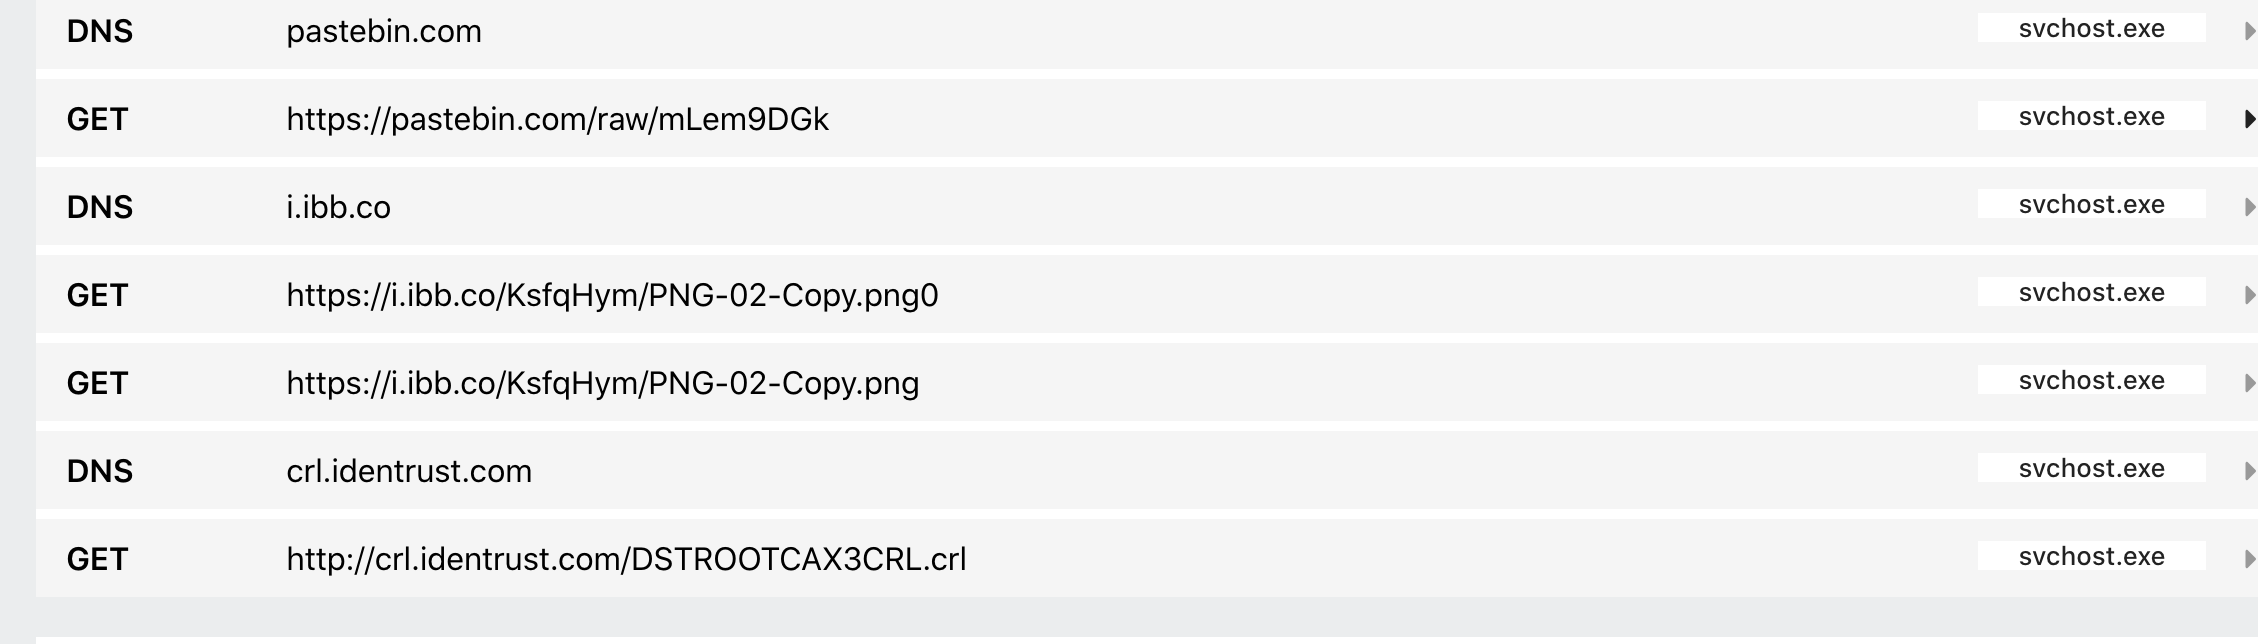 DNS pastebin.com svchost.exe
GET https://pastebin.com/raw/mLem9DGk svchost.exe
DNS i.ibb.co svchost.exe
GET https://i.ibb.co/KsfqHym/PNG-02-Copy.png0 svchost.exe
GET https://i.ibb.co/KsfqHym/PNG-02-Copy.png svchost.exe
DNS crl.identrust.com svchost.exe
GET http://crl.identrust.com/DSTROOTCAX3CRL.crl svchost.exe